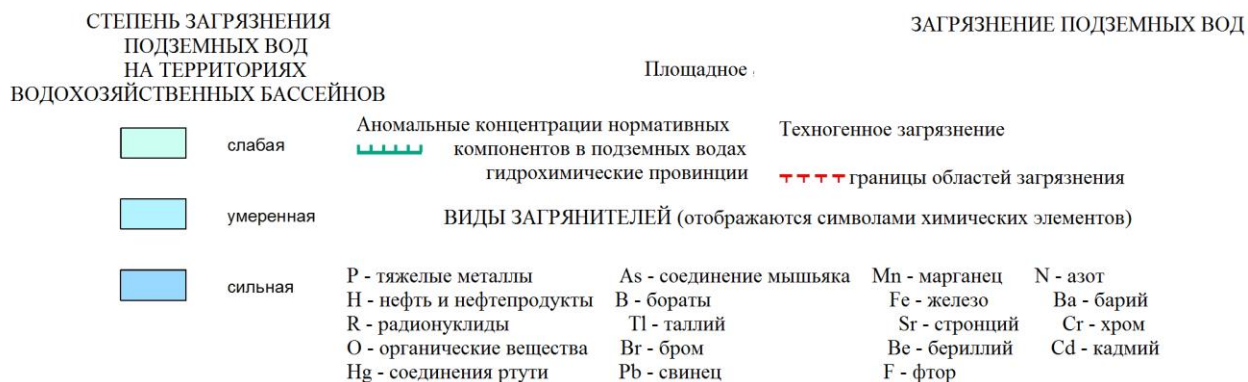 СТЕПЕНЬ ЗАГРЯЗНЕНИЯ
ПОДЗЕМНЫХ ВОД
НА ТЕРРИТОРИЯХ
ВОДОХОЗЯЙСТВЕННЫХ БАССЕЙНОВ
слабая
умеренная
сильная
ЗАГРЯЗНЕНИЕ ПОДЗЕМНЫХ ВОД
Площадное
Аномальные концентрации нормативных
компонентов в подземных водах
гидрохимические провинции
Техногенное загрязнение
границы областей загрязнения
ВИДЫ ЗАГРЯНИТЕЛЕЙ (отображаются символами химических элементов)
P - тяжелые металлы
H - нефть и нефтепродукты
R - радионуклиды
O - органические вещества
Hg - соединения ртути
As - соединение мышьяка
B - бораты
Tl - таллий
Br - бром
Pb - свинец
Mn - марганец
Fe - железо
Sr - стронций
Be - бериллий
F - фтор
N - азот
Ba - барий
Cr - хром
Cd - кадмий